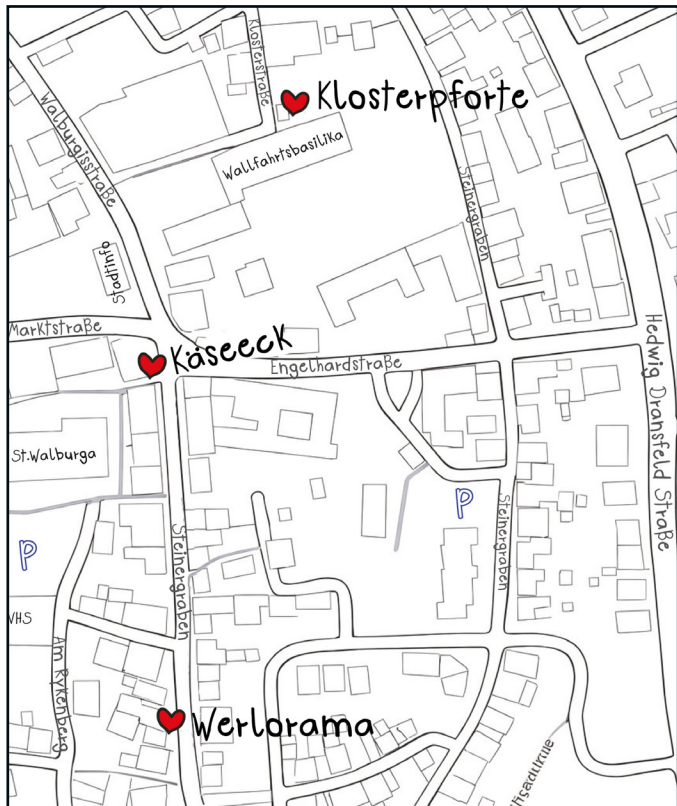 Klosterstraße
Klosterpforte
Walburgisstraße
Wallfahrtsbasilika
Steinergraben
Stadtinfo
Marktstraße
Käseeck
Engelhardstraße
Hedwig Dransfeld Straße
St.Walburga
P
P
Steinergraben
Steinergraben
VHS
Am Rykenberg
Werlorama